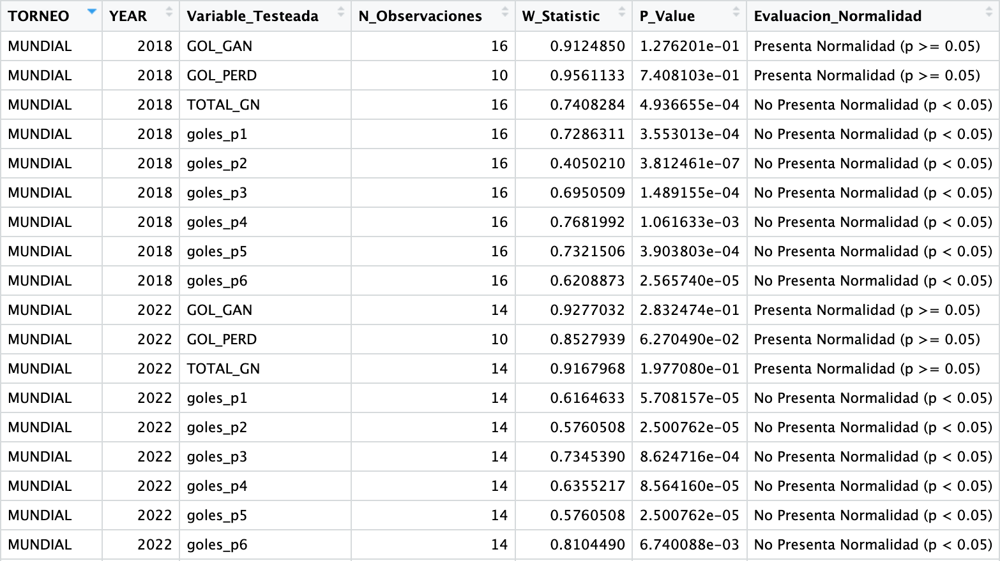 TORNEO YEAR Variable_Testeada N_Observaciones W_Statistic P_Value Evaluacion_Normalidad
MUNDIAL 2018 GOL_GAN 16 0.9124850 1.276201e-01 Presenta Normalidad (p >= 0.05)
MUNDIAL 2018 GOL_PERD 10 0.9561133 7.408103e-01 Presenta Normalidad (p >= 0.05)
MUNDIAL 2018 TOTAL_GN 16 0.7408284 4.936655e-04 No Presenta Normalidad (p < 0.05)
MUNDIAL 2018 goles_p1 16 0.7286311 3.553013e-04 No Presenta Normalidad (p < 0.05)
MUNDIAL 2018 goles_p2 16 0.4050210 3.812461e-07 No Presenta Normalidad (p < 0.05)
MUNDIAL 2018 goles_p3 16 0.6950509 1.489155e-04 No Presenta Normalidad (p < 0.05)
MUNDIAL 2018 goles_p4 16 0.7681992 1.061633e-03 No Presenta Normalidad (p < 0.05)
MUNDIAL 2018 goles_p5 16 0.7321506 3.903803e-04 No Presenta Normalidad (p < 0.05)
MUNDIAL 2018 goles_p6 16 0.6208873 2.565740e-05 No Presenta Normalidad (p < 0.05)
MUNDIAL 2022 GOL_GAN 14 0.9277032 2.832474e-01 Presenta Normalidad (p >= 0.05)
MUNDIAL 2022 GOL_PERD 10 0.8527939 6.270490e-02 Presenta Normalidad (p >= 0.05)
MUNDIAL 2022 TOTAL_GN 14 0.9167968 1.977080e-01 Presenta Normalidad (p >= 0.05)
MUNDIAL 2022 goles_p1 14 0.6164633 5.708157e-05 No Presenta Normalidad (p < 0.05)
MUNDIAL 2022 goles_p2 14 0.5760508 2.500762e-05 No Presenta Normalidad (p < 0.05)
MUNDIAL 2022 goles_p3 14 0.7345390 8.624716e-04 No Presenta Normalidad (p < 0.05)
MUNDIAL 2022 goles_p4 14 0.6355217 8.564160e-05 No Presenta Normalidad (p < 0.05)
MUNDIAL 2022 goles_p5 14 0.5760508 2.500762e-05 No Presenta Normalidad (p < 0.05)
MUNDIAL 2022 goles_p6 14 0.8104490 6.740088e-03 No Presenta Normalidad (p < 0.05)